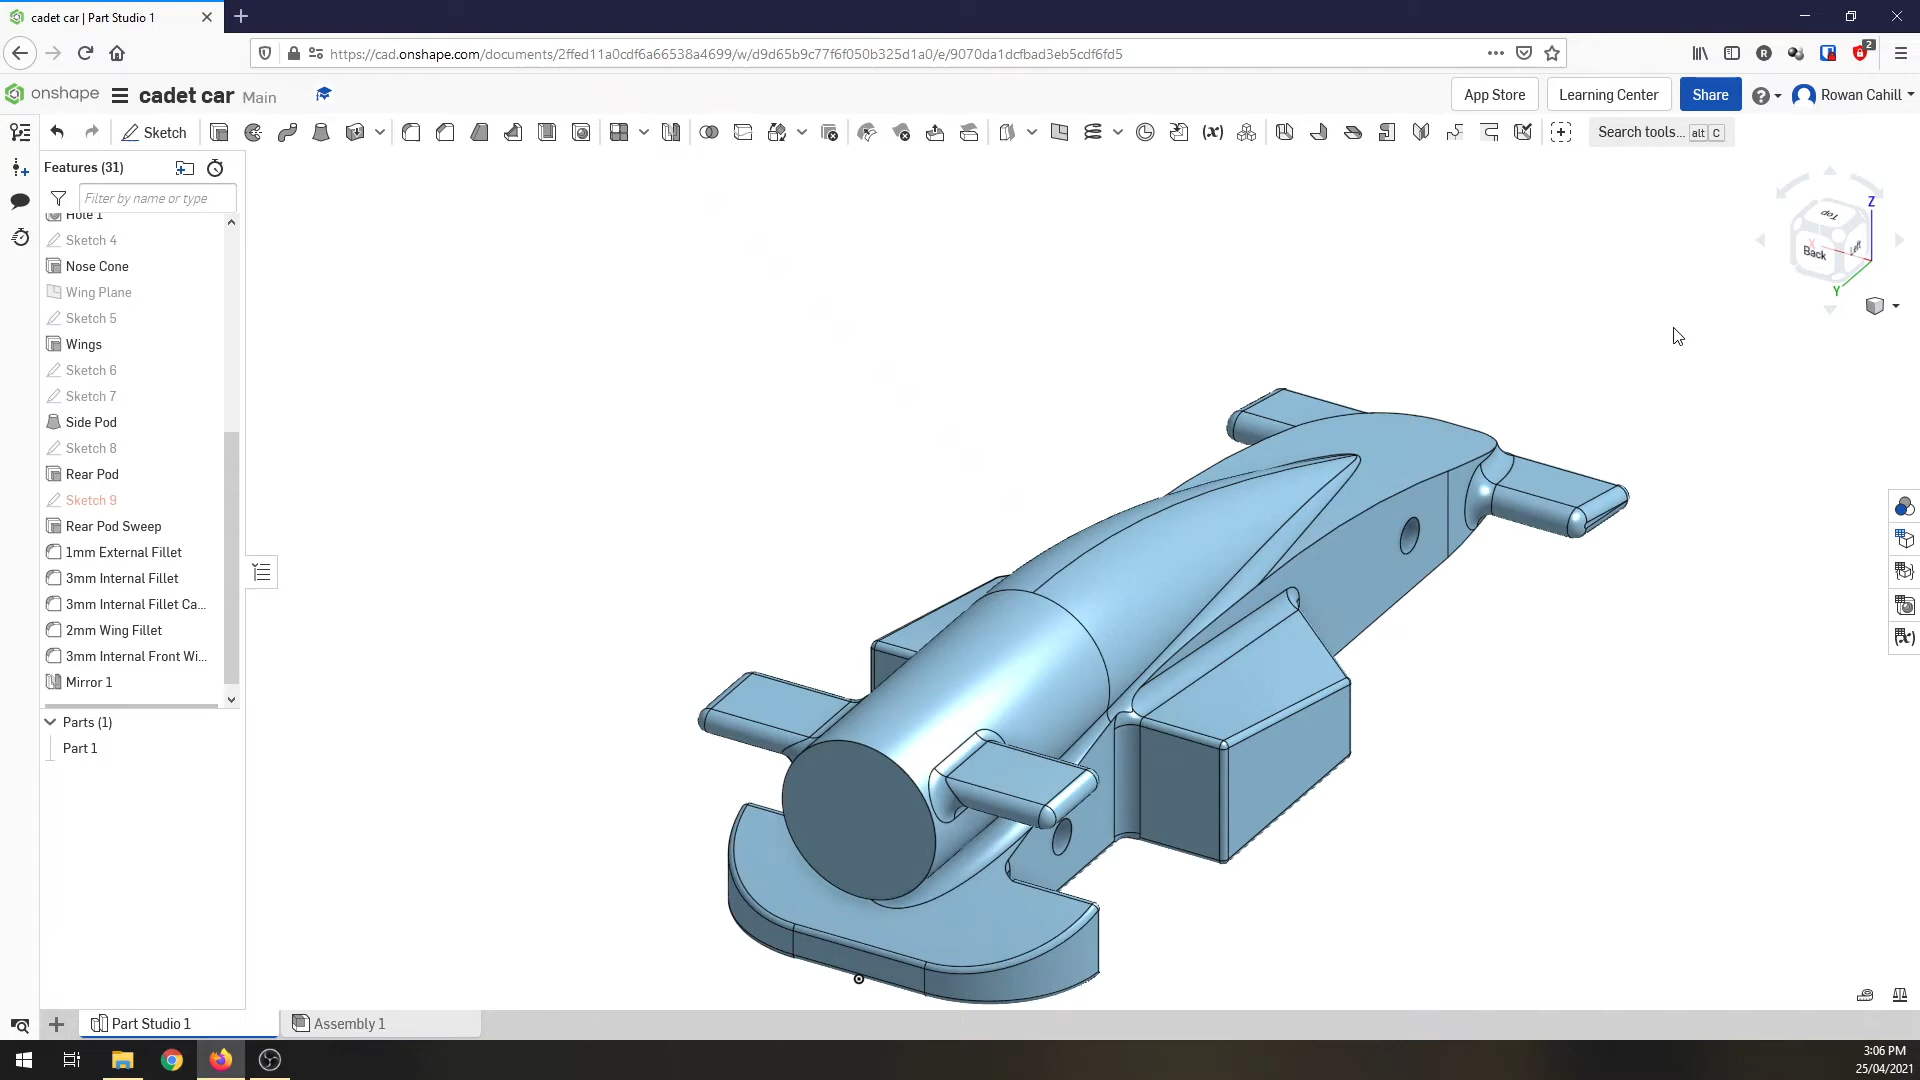 cadet car | Part Studio 1
https://cad.onshape.com/documents/2ffed11a0cdf6a66538a4699/w/d9d65b9c77f6f050b325d1a0/e/9070da1dcfbad3eb5cdf6fd5
2
onshape
cadet car Main
App Store
Learning Center
Share
Rowan Cahill
Sketch
(x)
Search tools... alt C
Features (31)
Filter by name or type
Hole 1
Sketch 4
Nose Cone
Wing Plane
Sketch 5
Wings
Sketch 6
Sketch 7
Side Pod
Sketch 8
Rear Pod
Sketch 9
Rear Pod Sweep
1mm External Fillet
3mm Internal Fillet
3mm Internal Fillet Ca...
2mm Wing Fillet
3mm Internal Front Wi...
Mirror 1
Parts (1)
Part 1
Z
Top
X
Back
Left
Y
Part Studio 1
Assembly 1
3:06 PM
25/04/2021